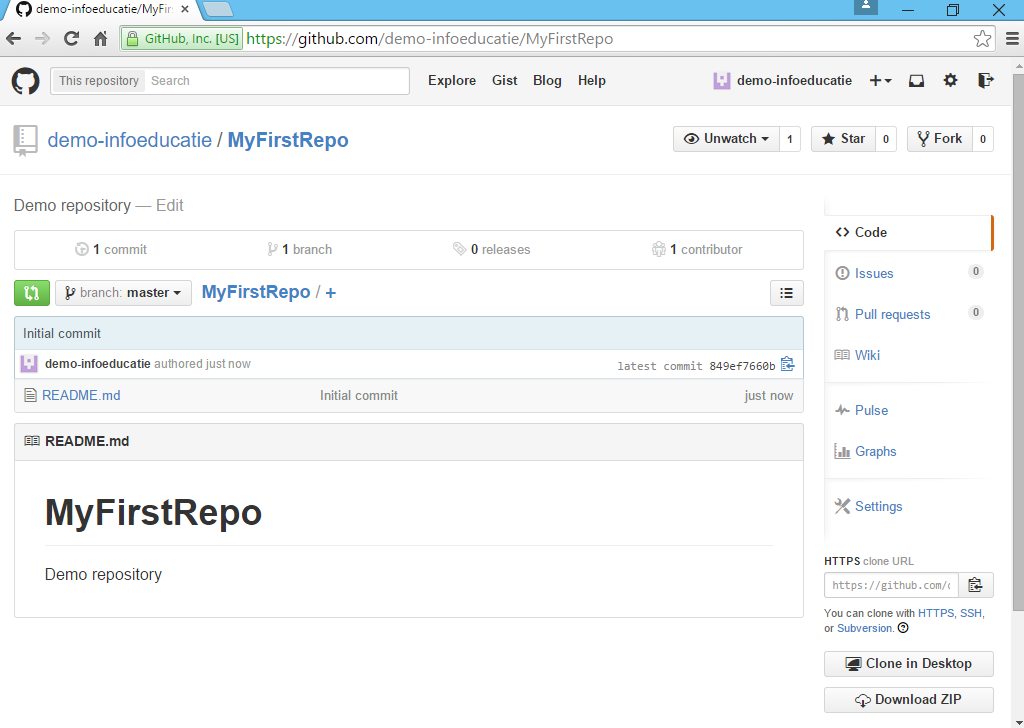 demo-infoeducatie/MyFir
GitHub, Inc. [US] https://github.com/demo-infoeducatie/MyFirstRepo
This repository Search Explore Gist Blog Help demo-infoeducatie
demo-infoeducatie / MyFirstRepo Unwatch 1 Star 0 Fork 0
Demo repository — Edit
1 commit 1 branch 0 releases 1 contributor
branch: master MyFirstRepo / +
Initial commit
demo-infoeducatie authored just now latest commit 849ef7660b
README.md Initial commit just now
README.md
MyFirstRepo
Demo repository
Code
Issues 0
Pull requests 0
Wiki
Pulse
Graphs
Settings
HTTPS clone URL
https://github.com/
You can clone with HTTPS, SSH,
or Subversion.
Clone in Desktop
Download ZIP